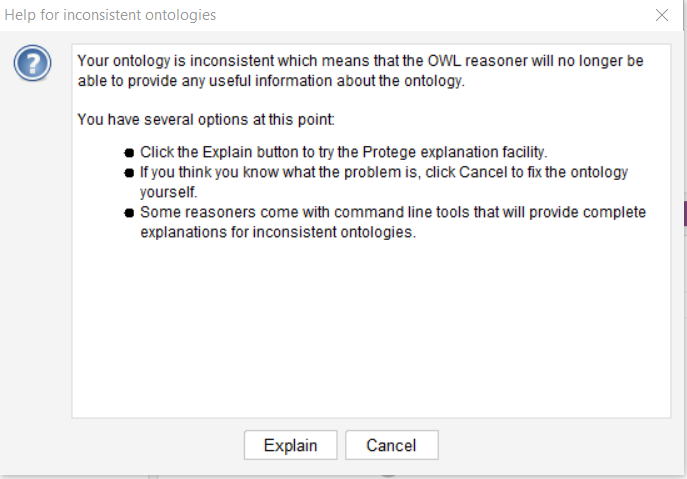 Help for inconsistent ontologies
Your ontology is inconsistent which means that the OWL reasoner will no longer be
able to provide any useful information about the ontology.
You have several options at this point:
Click the Explain button to try the Protege explanation facility.
If you think you know what the problem is, click Cancel to fix the ontology
yourself.
Some reasoners come with command line tools that will provide complete
explanations for inconsistent ontologies.
Explain
Cancel